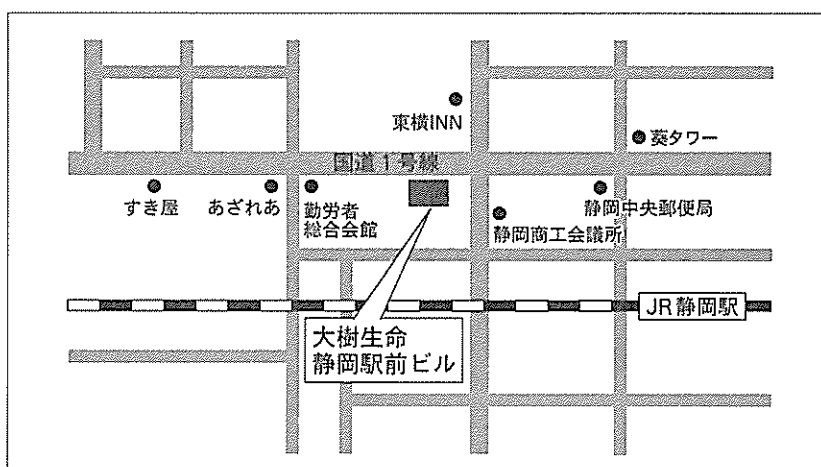 東横INN
葵タワー
国道1号線
すき屋
あざれあ
勤労者
総合会館
静岡中央郵便局
静岡商工会議所
JR静岡駅
大樹生命
静岡駅前ビル